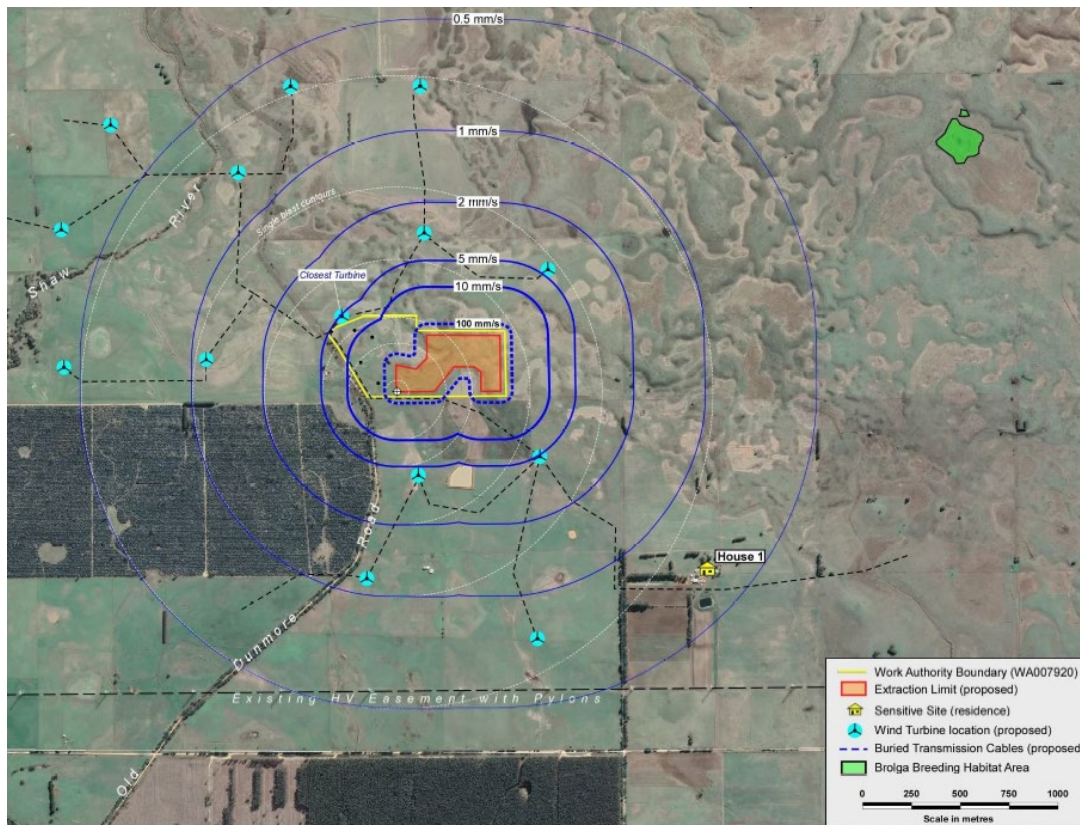 0.5 mm/s
1 mm/s
2 mm/s
Single blast contours
Shaw River
5 mm/s
Closest Turbine
10 mm/s
100 mm/s
House 1
Old Dunmore Road
Existing HV Easement with Pylons
Work Authority Boundary (WA007920)
Extraction Limit (proposed)
Sensitive Site (residence)
Wind Turbine location (proposed)
Buried Transmission Cables (proposed
Brolga Breeding Habitat Area
0 250 500 750 1000
Scale in metres